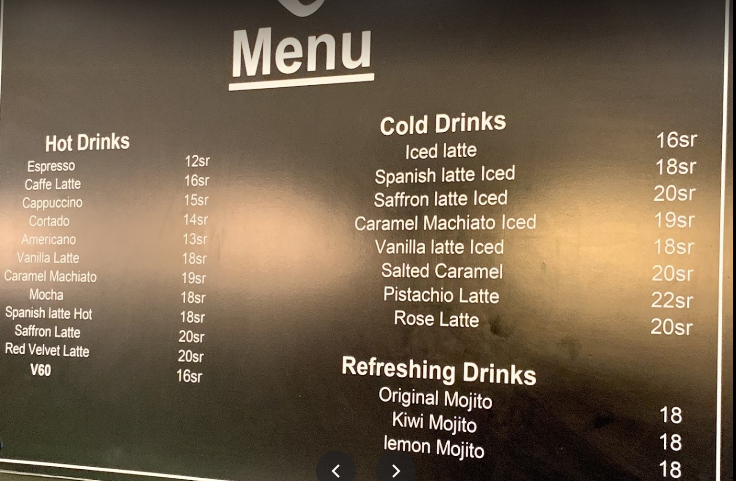 Menu
Hot Drinks
Espresso 12sr
Caffe Latte 16sr
Cappuccino 15sr
Cortado 14sr
Americano 13sr
Vanilla Latte 18sr
Caramel Machiato 19sr
Mocha 18sr
Spanish latte Hot 18sr
Saffron Latte 20sr
Red Velvet Latte 20sr
V60 16sr
Cold Drinks
Iced latte 16sr
Spanish latte Iced 18sr
Saffron latte Iced 20sr
Caramel Machiato Iced 19sr
Vanilla latte Iced 18sr
Salted Caramel 20sr
Pistachio Latte 22sr
Rose Latte 20sr
Refreshing Drinks
Original Mojito 18
Kiwi Mojito 18
lemon Mojito 18